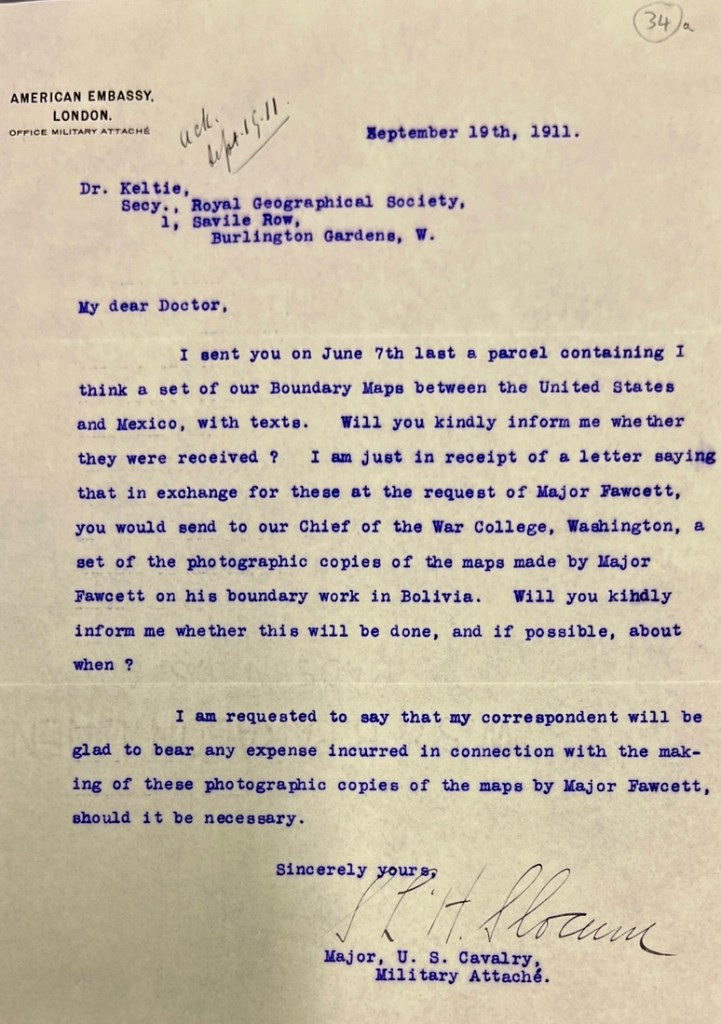 34a
AMERICAN EMBASSY,
LONDON.
OFFICE MILITARY ATTACHÉ
ack.
Sept. 19. 11.
September 19th, 1911.
Dr. Keltie,
Secy., Royal Geographical Society,
1, Savile Row,
Burlington Gardens, W.
My dear Doctor,
I sent you on June 7th last a parcel containing I
think a set of our Boundary Maps between the United States
and Mexico, with texts. Will you kindly inform me whether
they were received ? I am just in receipt of a letter saying
that in exchange for these at the request of Major Fawcett,
you would send to our Chief of the War College, Washington, a
set of the photographic copies of the maps made by Major
Fawcett on his boundary work in Bolivia. Will you kihdly
inform me whether this will be done, and if possible, about
when ?
I am requested to say that my correspondent will be
glad to bear any expense incurred in connection with the mak-
ing of these photographic copies of the maps by Major Fawcett,
should it be necessary.
Sincerely yours,
S L'H. Slocum
Major, U. S. Cavalry,
Military Attaché.